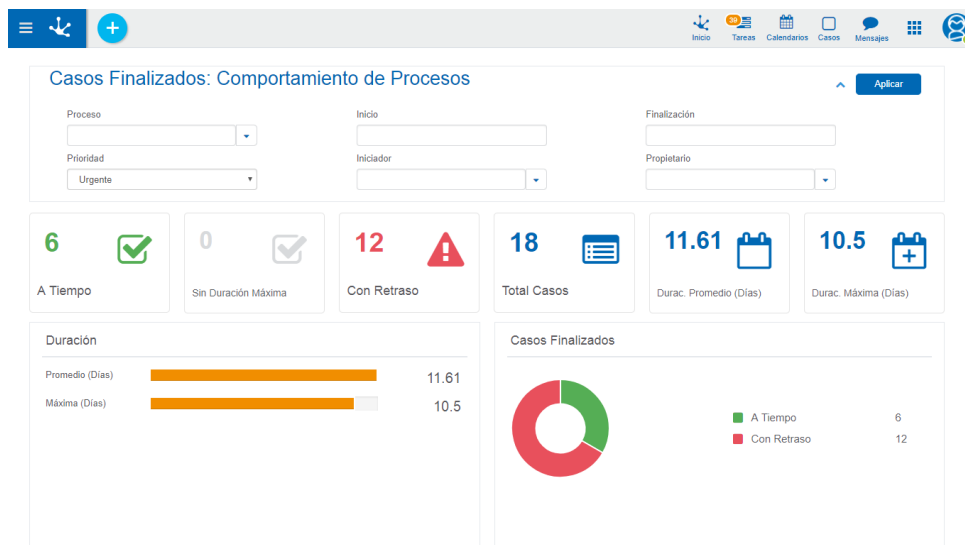 39
Inicio Tareas Calendarios Casos Mensajes
Casos Finalizados: Comportamiento de Procesos
Aplicar
Proceso Inicio Finalización
Prioridad Iniciador Propietario
Urgente
6 0 12 18 11.61 10.5
A Tiempo Sin Duración Máxima Con Retraso Total Casos Durac. Promedio (Días) Durac. Máxima (Días)
Duración Casos Finalizados
Promedio (Días) 11.61
Máxima (Días) 10.5
A Tiempo 6
Con Retraso 12